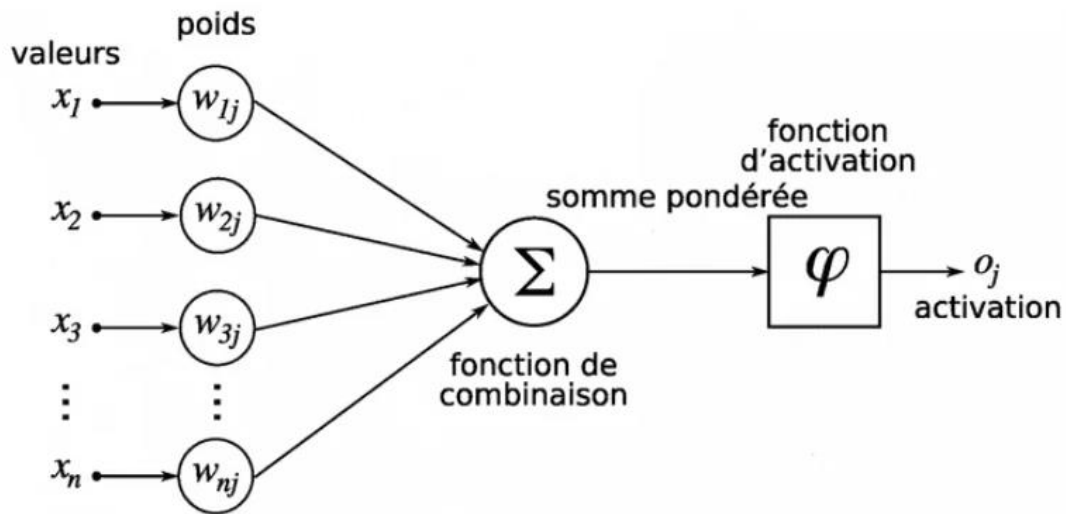 poids
valeurs
x₁
w₁ⱼ
x₂
w₂ⱼ
x₃
w₃ⱼ
⋮
⋮
xₙ
wₙⱼ
Σ
fonction de
combinaison
somme pondérée
fonction
d'activation
φ
oⱼ
activation